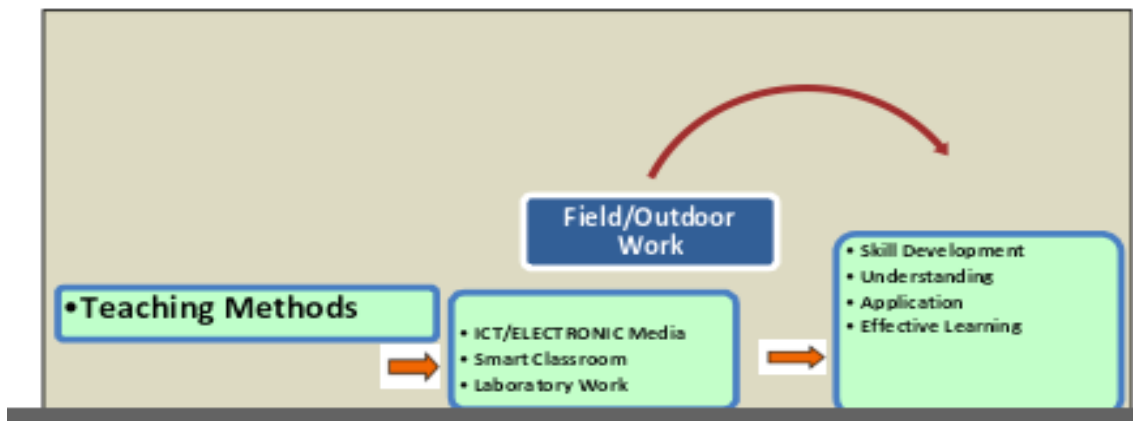 Field/Outdoor
Work
•Teaching Methods
• ICT/ELECTRONIC Media
• Smart Classroom
• Laboratory Work
• Skill Development
• Understanding
• Application
• Effective Learning